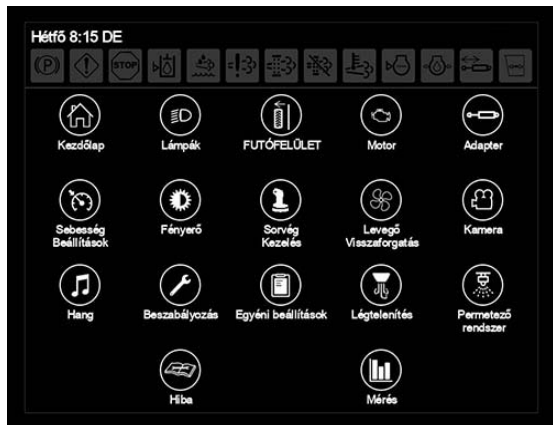 Hétfő 8:15 DE
(P) STOP
Kezdőlap Lámpák FUTÓFELÜLET Motor Adapter
Sebesség Beállítások Fényerő Sorvég Kezelés Levegő Visszaforgatás Kamera
Hang Beszabályozás Egyéni beállítások Légtelenítés Permetező rendszer
Hiba Mérés